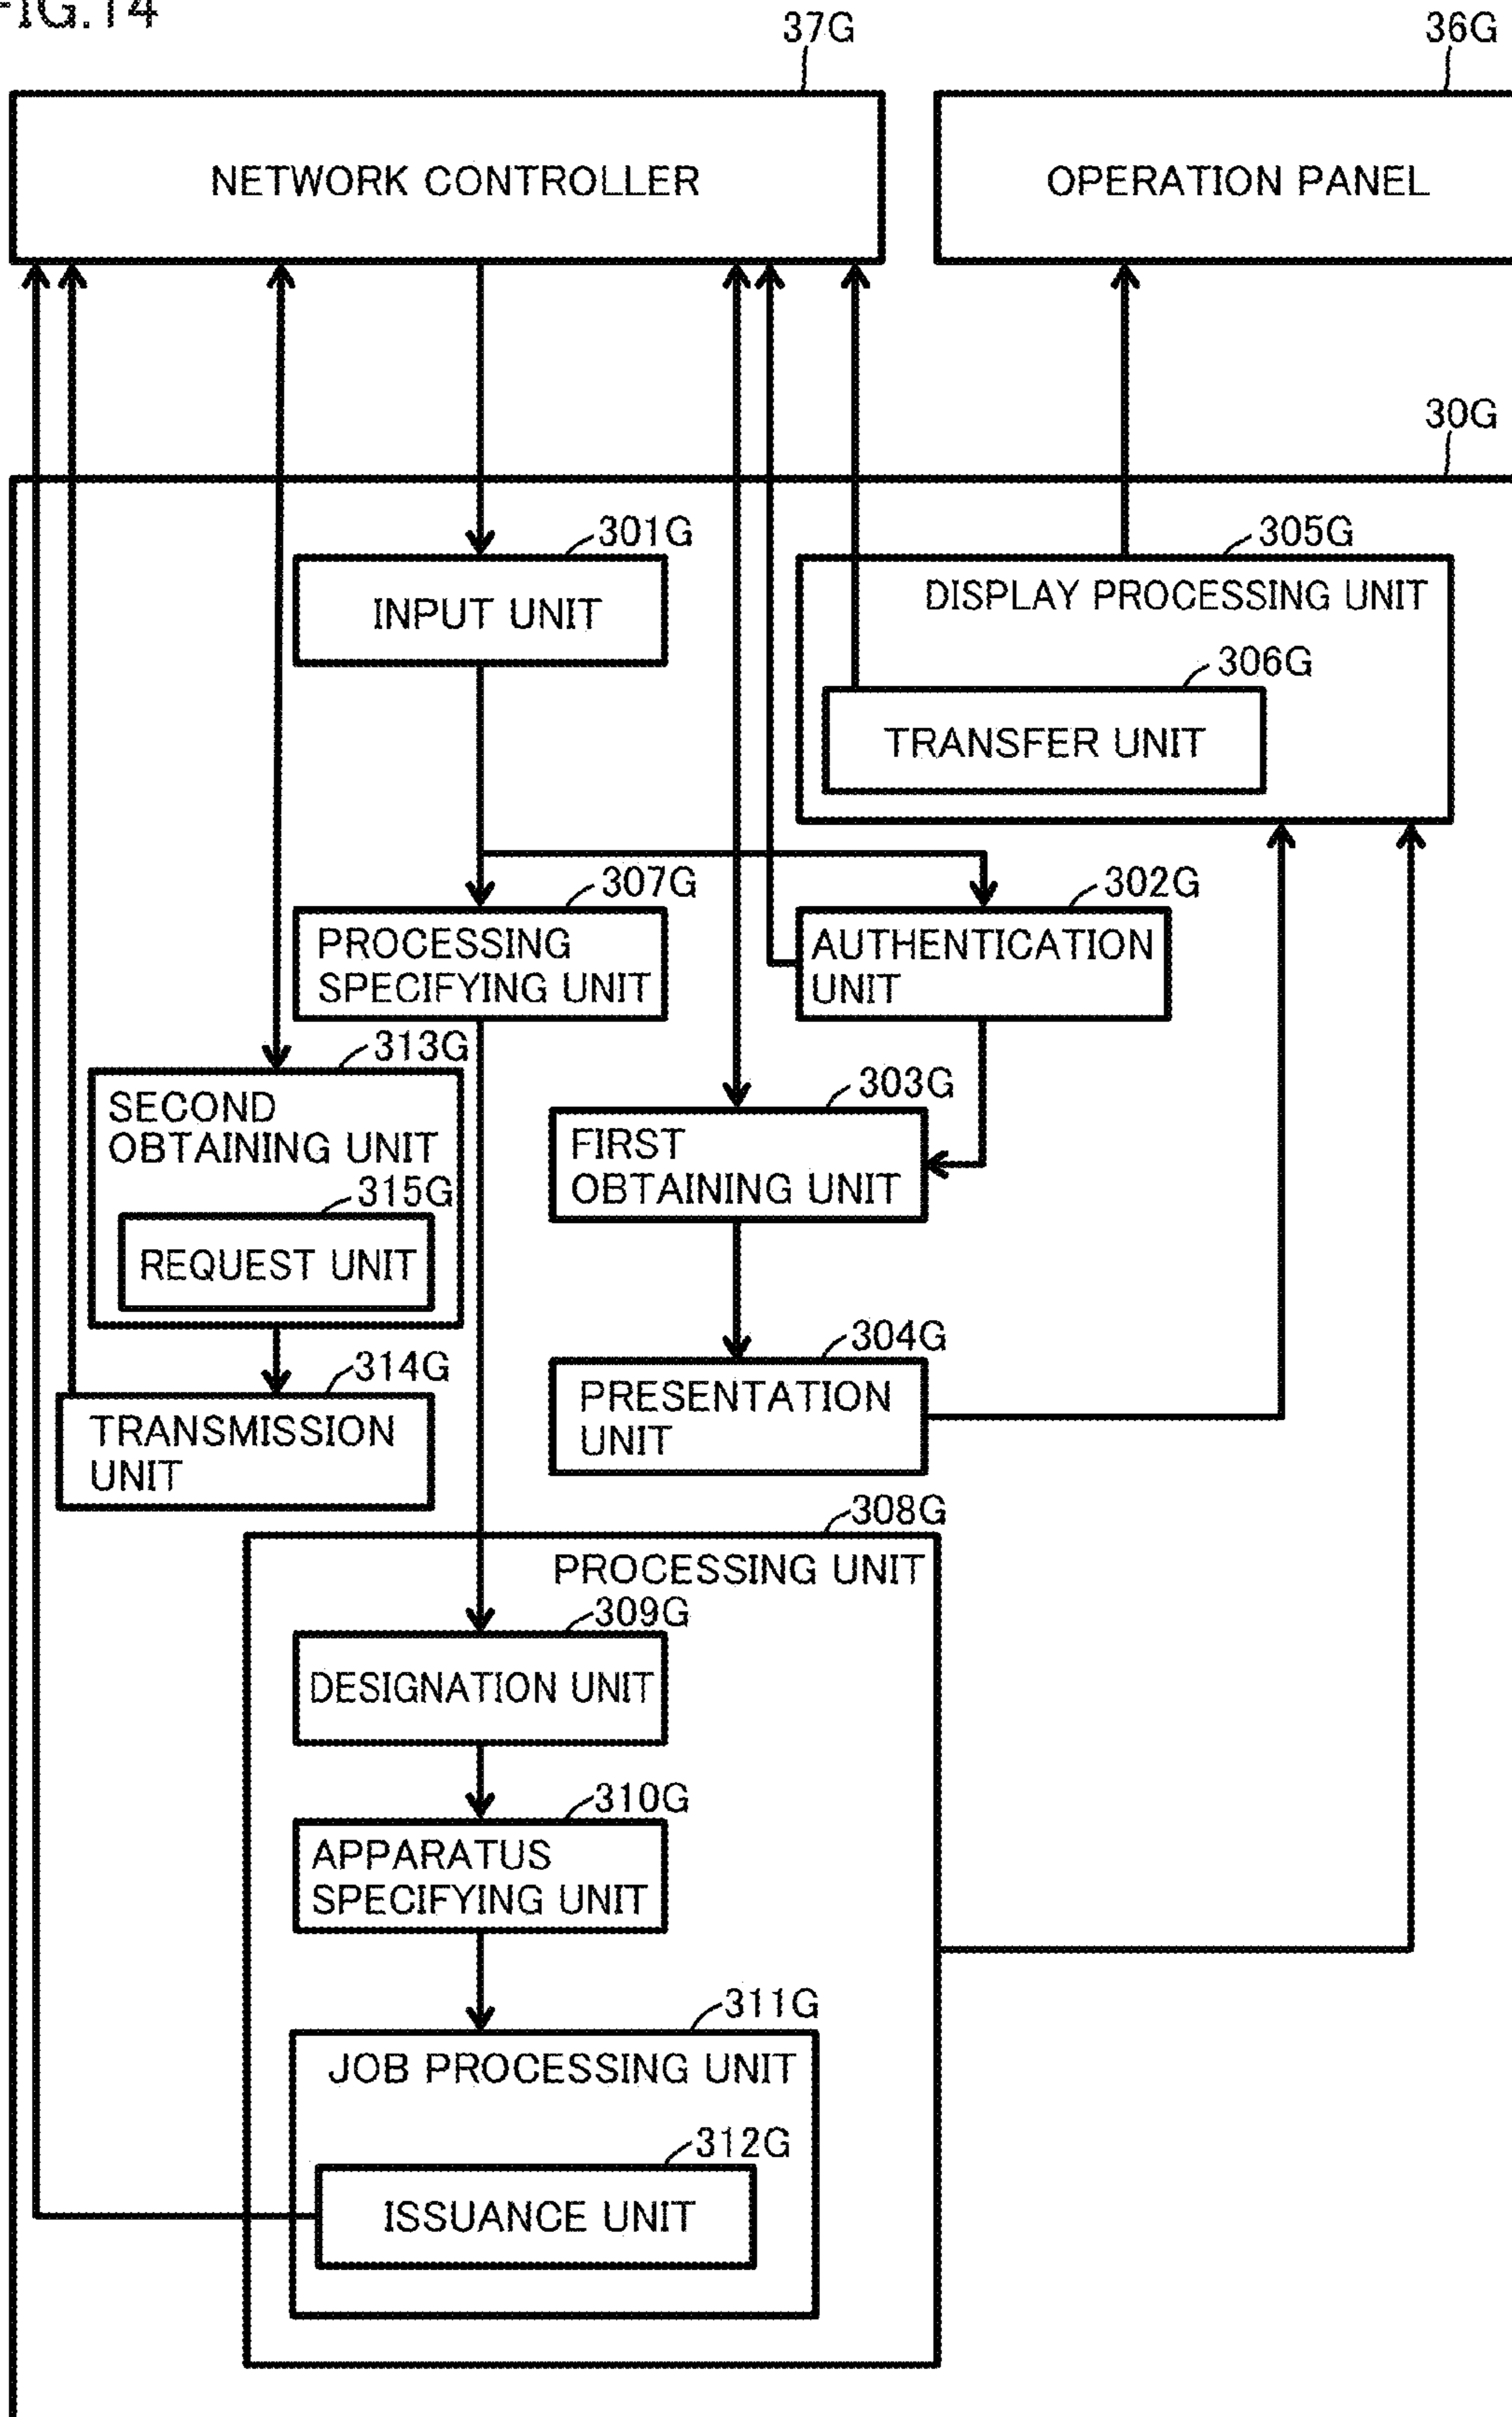 FIG.14
37G
36G
NETWORK CONTROLLER
OPERATION PANEL
30G
301G
INPUT UNIT
305G
DISPLAY PROCESSING UNIT
306G
TRANSFER UNIT
307G
PROCESSING
SPECIFYING UNIT
302G
AUTHENTICATION
UNIT
313G
SECOND
OBTAINING UNIT
315G
REQUEST UNIT
303G
FIRST
OBTAINING UNIT
314G
TRANSMISSION
UNIT
304G
PRESENTATION
UNIT
308G
PROCESSING UNIT
309G
DESIGNATION UNIT
310G
APPARATUS
SPECIFYING UNIT
311G
JOB PROCESSING UNIT
312G
ISSUANCE UNIT